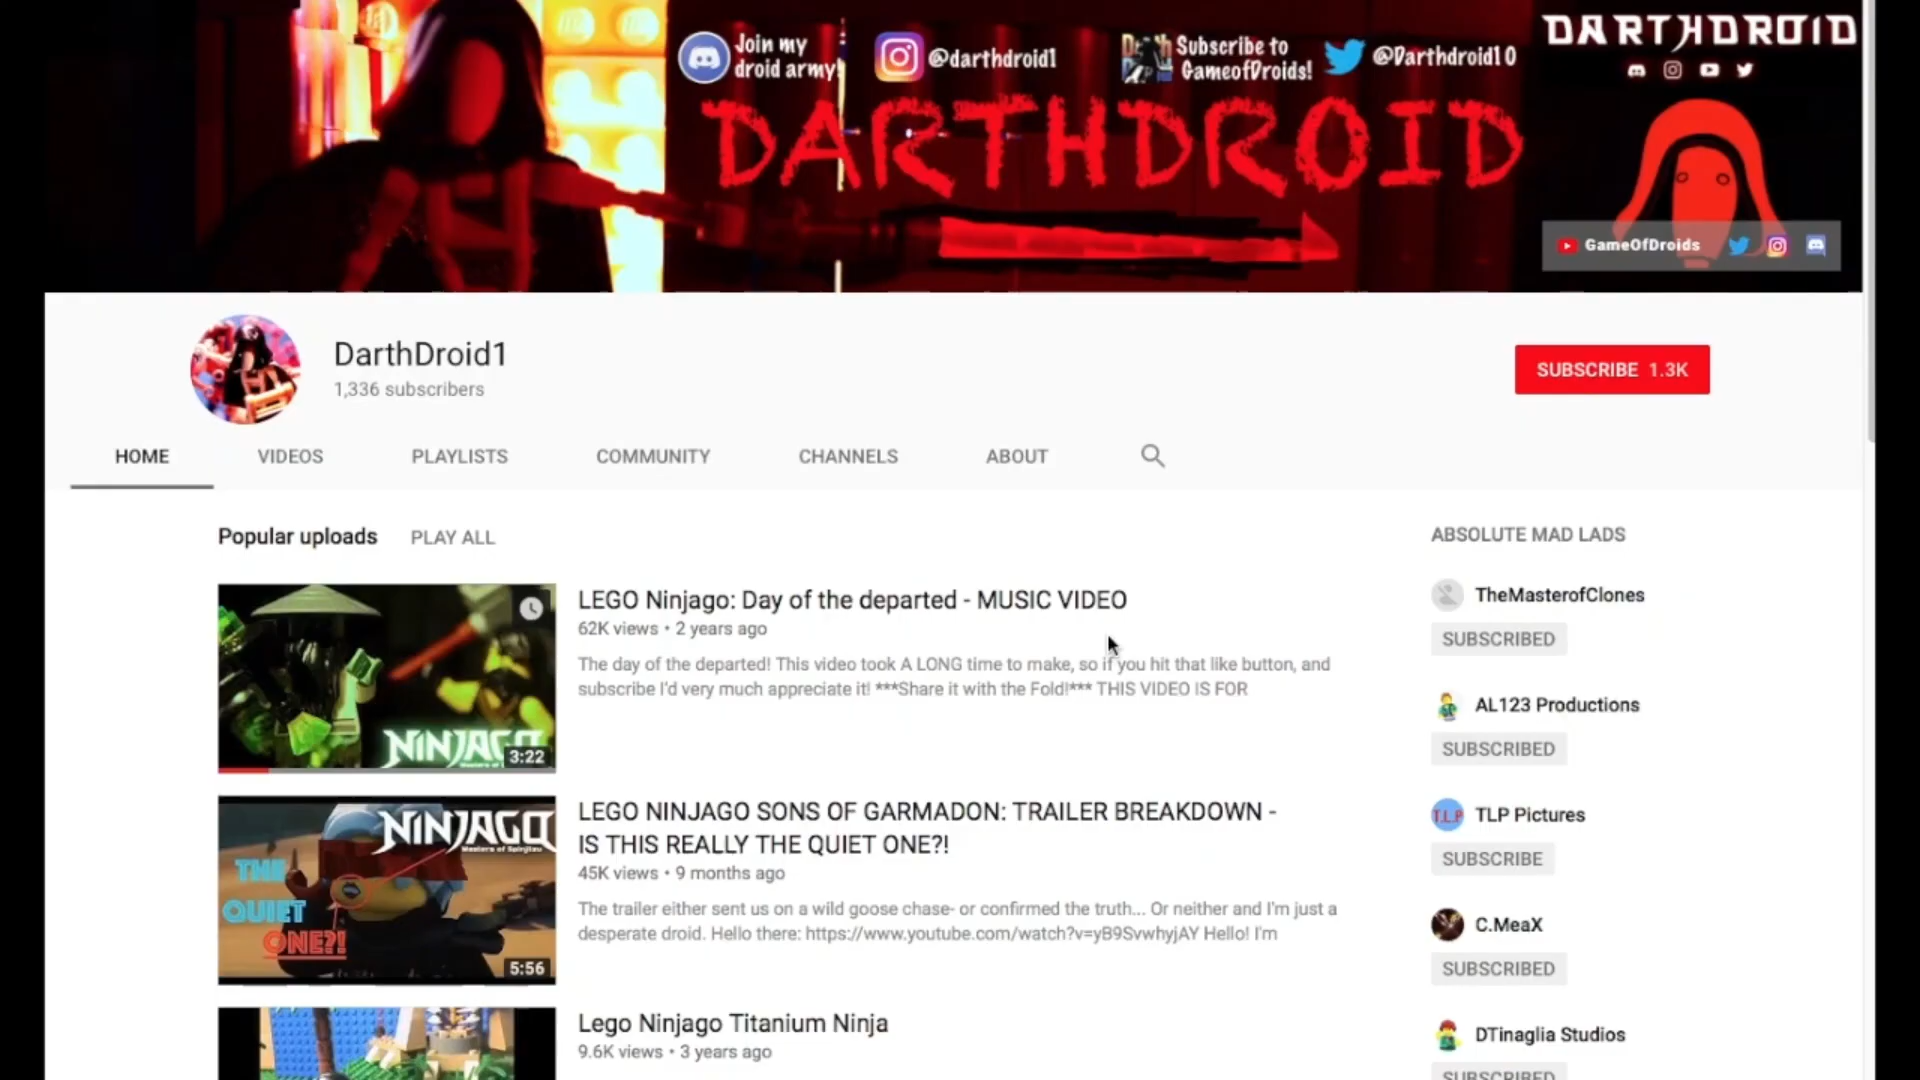 Join my
droid army!
@darthdroid1
Subscribe to
GameofDroids!
@Darthdroid10
DARTHDROID
DARTHDROID
GameOfDroids
DarthDroid1
1,336 subscribers
SUBSCRIBE 1.3K
HOME VIDEOS PLAYLISTS COMMUNITY CHANNELS ABOUT
Popular uploads PLAY ALL
NINJAGO
3:22
LEGO Ninjago: Day of the departed - MUSIC VIDEO
62K views • 2 years ago
The day of the departed! This video took A LONG time to make, so if you hit that like button, and
subscribe I'd very much appreciate it! ***Share it with the Fold!*** THIS VIDEO IS FOR
NINJAGO
Masters of Spinjitzu
THE
QUIET
ONE?!
5:56
LEGO NINJAGO SONS OF GARMADON: TRAILER BREAKDOWN -
IS THIS REALLY THE QUIET ONE?!
45K views • 9 months ago
The trailer either sent us on a wild goose chase- or confirmed the truth... Or neither and I'm just a
desperate droid. Hello there: https://www.youtube.com/watch?v=yB9SvwhyjAY Hello! I'm
Lego Ninjago Titanium Ninja
9.6K views • 3 years ago
ABSOLUTE MAD LADS
TheMasterofClones
SUBSCRIBED
AL123 Productions
SUBSCRIBED
T.L.P
TLP Pictures
SUBSCRIBE
C.MeaX
SUBSCRIBED
DTinaglia Studios
SUBSCRIBED